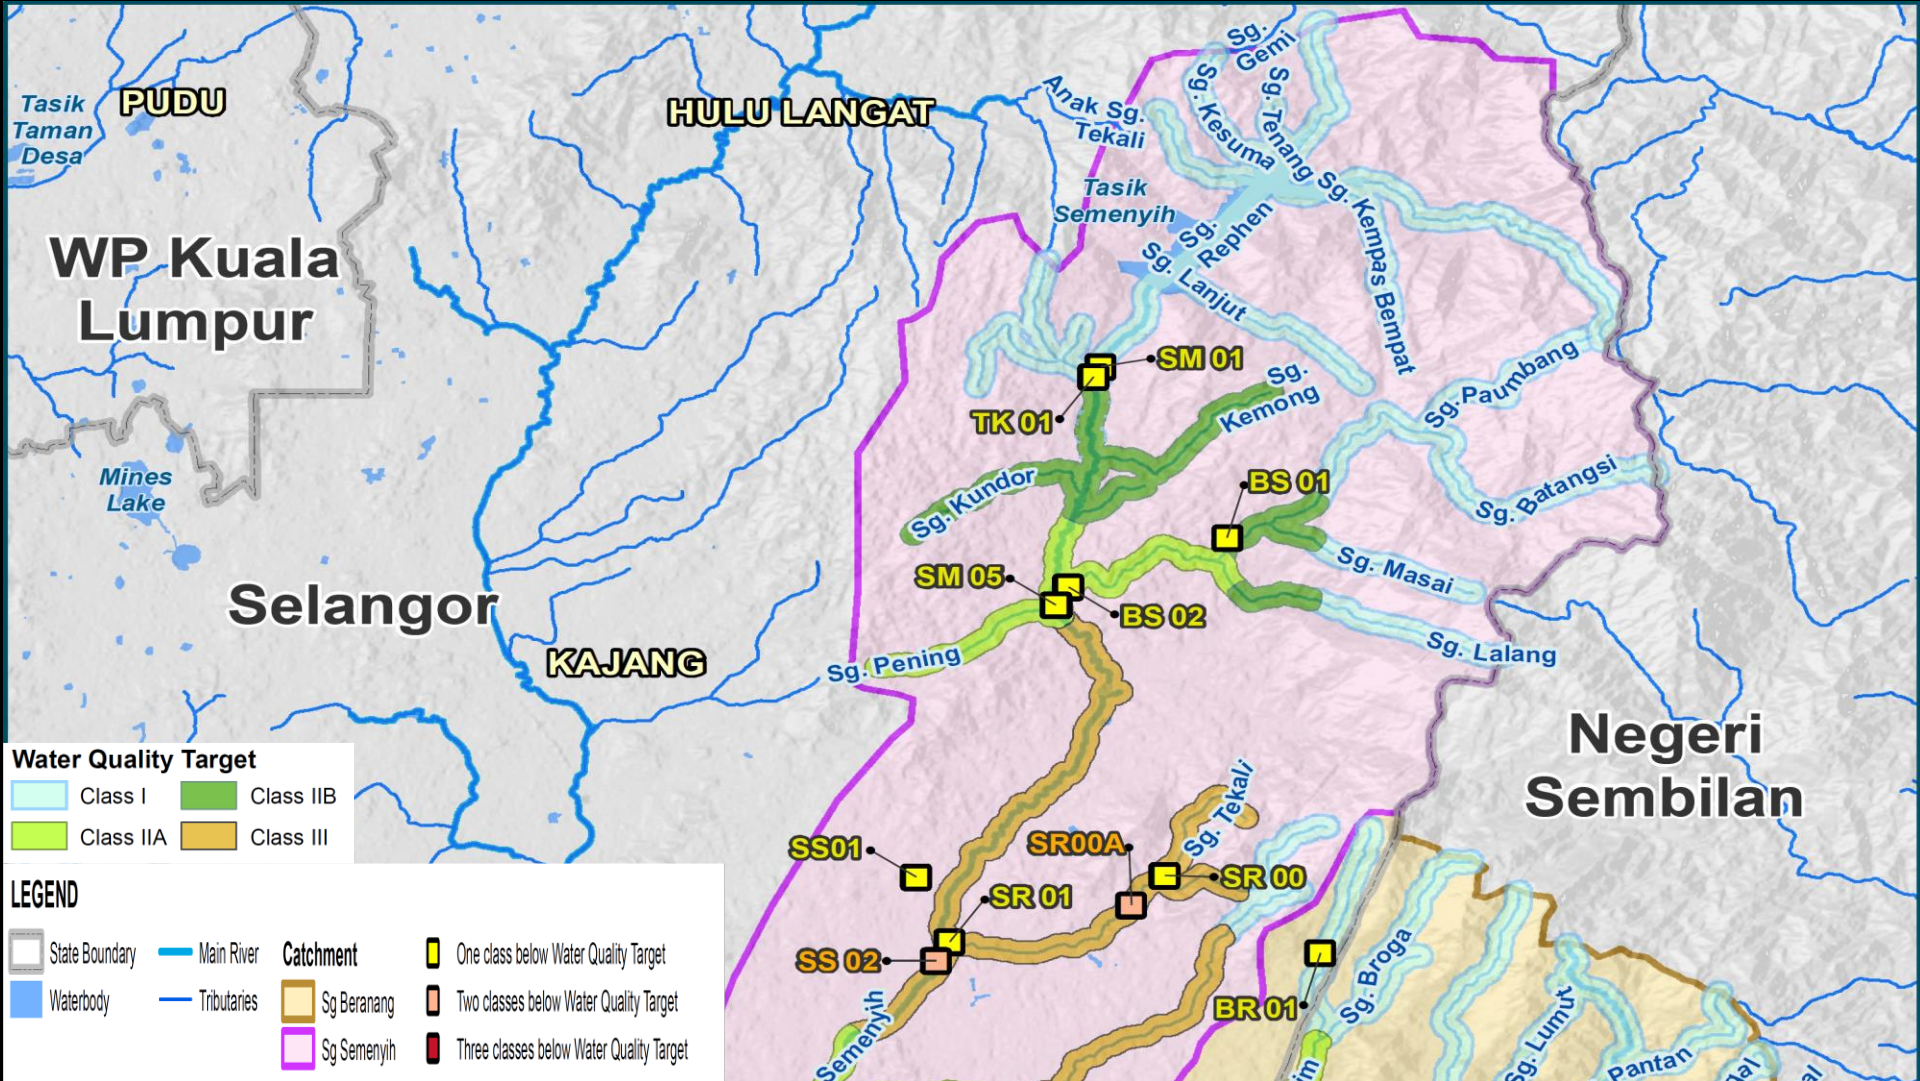 Sg.
Gemi
Sg. Kesuma
Sg. Tenang
Anak Sg.
Tekali
Tasik
Taman
Desa
PUDU
HULU LANGAT
Tasik
Semenyih
Sg.
Rephen
Sg. Kempas Bempat
Sg. Lanjut
WP Kuala
Lumpur
SM 01
TK 01
Sg.
Kemong
Sg. Paumbang
Mines
Lake
Sg. Kundor
BS 01
Sg. Batangsi
Sg. Masai
SM 05
BS 02
Selangor
KAJANG
Sg. Pening
Sg. Lalang
Negeri
Sembilan
Sg. Tekali
SS01
SR00A
SR 00
SR 01
SS 02
BR 01
Sg. Broga
Semenyih
Sg. Lumut
Pantan
Water Quality Target
Class I
Class IIB
Class IIA
Class III
LEGEND
State Boundary
Main River
Catchment
One class below Water Quality Target
Waterbody
Tributaries
Sg Beranang
Two classes below Water Quality Target
Sg Semenyih
Three classes below Water Quality Target